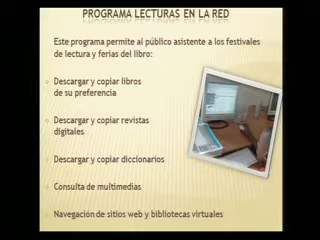 PROGRAMA LECTURAS EN LA RED
Este programa permite al público asistente a los festivales
de lectura y ferias del libro:
Descargar y copiar libros
de su preferencia
Descargar y copiar revistas
digitales
Descargar y copiar diccionarios
Consulta de multimedias
Navegación de sitios web y bibliotecas virtuales